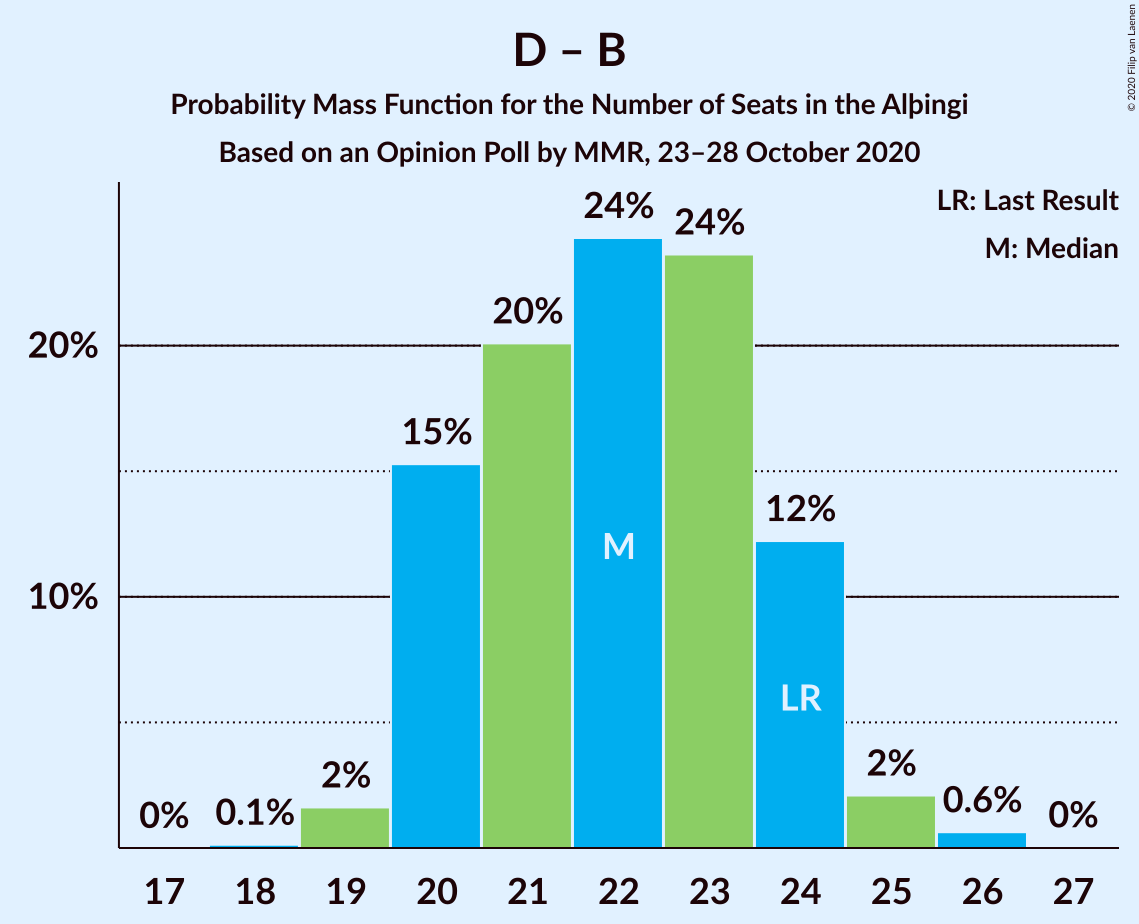 D – B
Probability Mass Function for the Number of Seats in the Alþingi
Based on an Opinion Poll by MMR, 23–28 October 2020
© 2020 Filip van Laenen
LR: Last Result
M: Median
20%
10%
0%
0.1%
2%
15%
20%
24%
24%
12%
2%
0.6%
0%
M
LR
17 18 19 20 21 22 23 24 25 26 27